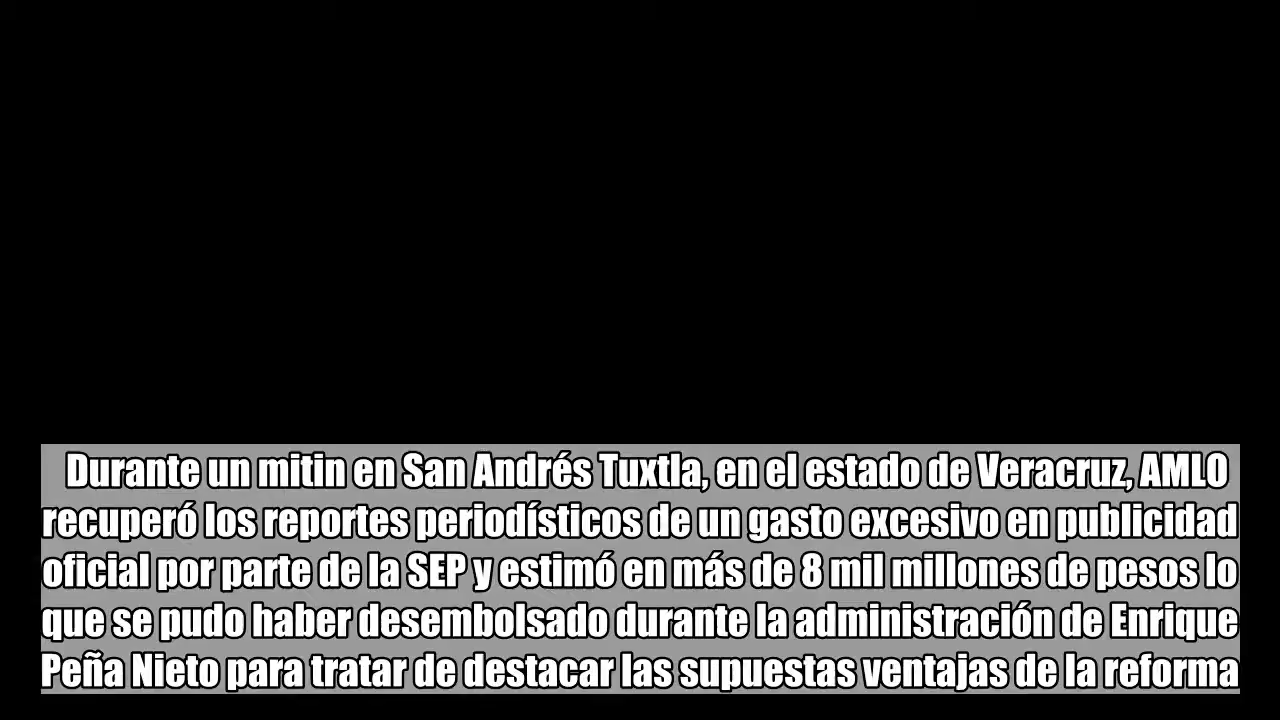 Durante un mitin en San Andrés Tuxtla, en el estado de Veracruz, AMLO
recuperó los reportes periodísticos de un gasto excesivo en publicidad
oficial por parte de la SEP y estimó en más de 8 mil millones de pesos lo
que se pudo haber desembolsado durante la administración de Enrique
Peña Nieto para tratar de destacar las supuestas ventajas de la reforma